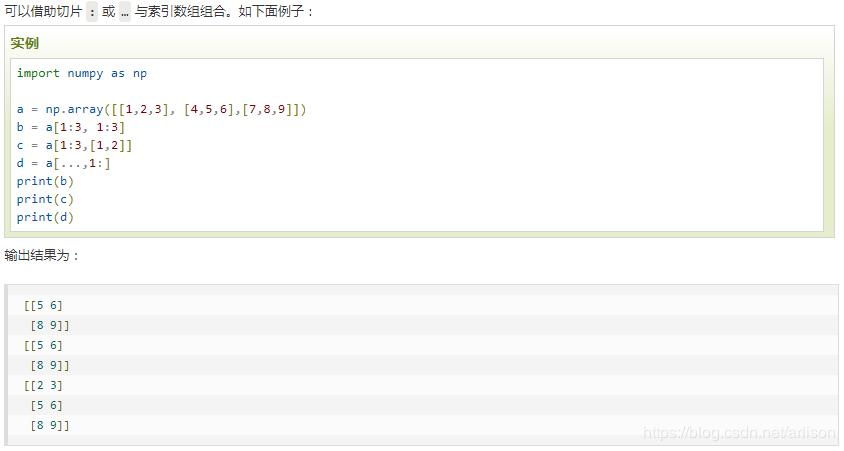 可以借助切片 : 或 … 与索引数组组合。如下面例子：
实例
import numpy as np
a = np.array([[1,2,3], [4,5,6],[7,8,9]])
b = a[1:3, 1:3]
c = a[1:3,[1,2]]
d = a[...,1:]
print(b)
print(c)
print(d)
输出结果为：
[[5 6]
[8 9]]
[[5 6]
[8 9]]
[[2 3]
[5 6]
[8 9]]
https://blog.csdn.net/arlison